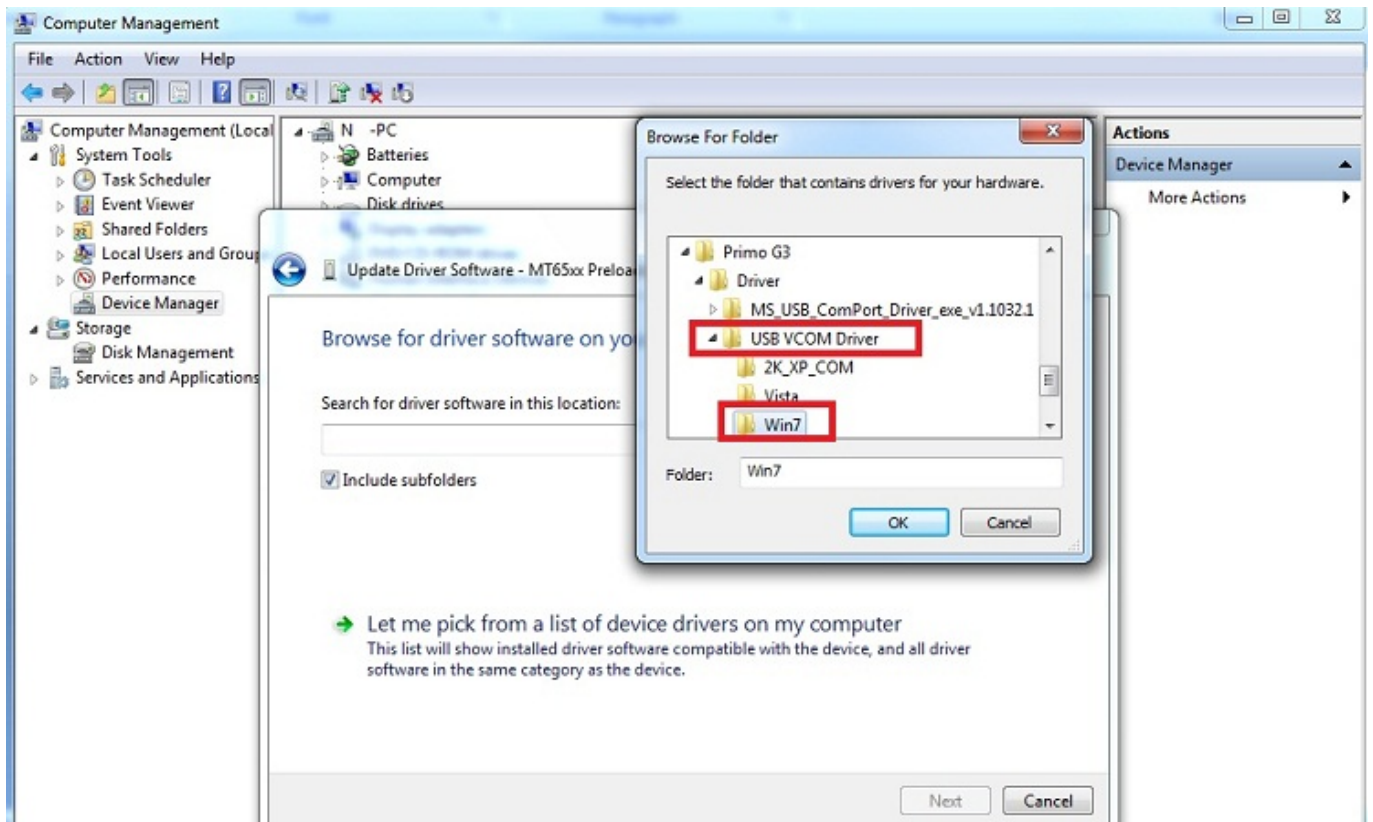 Computer Management
File Action View Help
Computer Management (Local
System Tools
Task Scheduler
Event Viewer
Shared Folders
Local Users and Group
Performance
Device Manager
Storage
Disk Management
Services and Applications
N -PC
Batteries
Computer
Disk drives
Update Driver Software - MT65xx Preloa
Browse for driver software on yo
Search for driver software in this location:
Include subfolders
Let me pick from a list of device drivers on my computer
This list will show installed driver software compatible with the device, and all driver
software in the same category as the device.
Next Cancel
Browse For Folder
Select the folder that contains drivers for your hardware.
Primo G3
Driver
MS_USB_ComPort_Driver_exe_v1.1032.1
USB VCOM Driver
2K_XP_COM
Vista
Win7
Folder: Win7
OK Cancel
Actions
Device Manager
More Actions